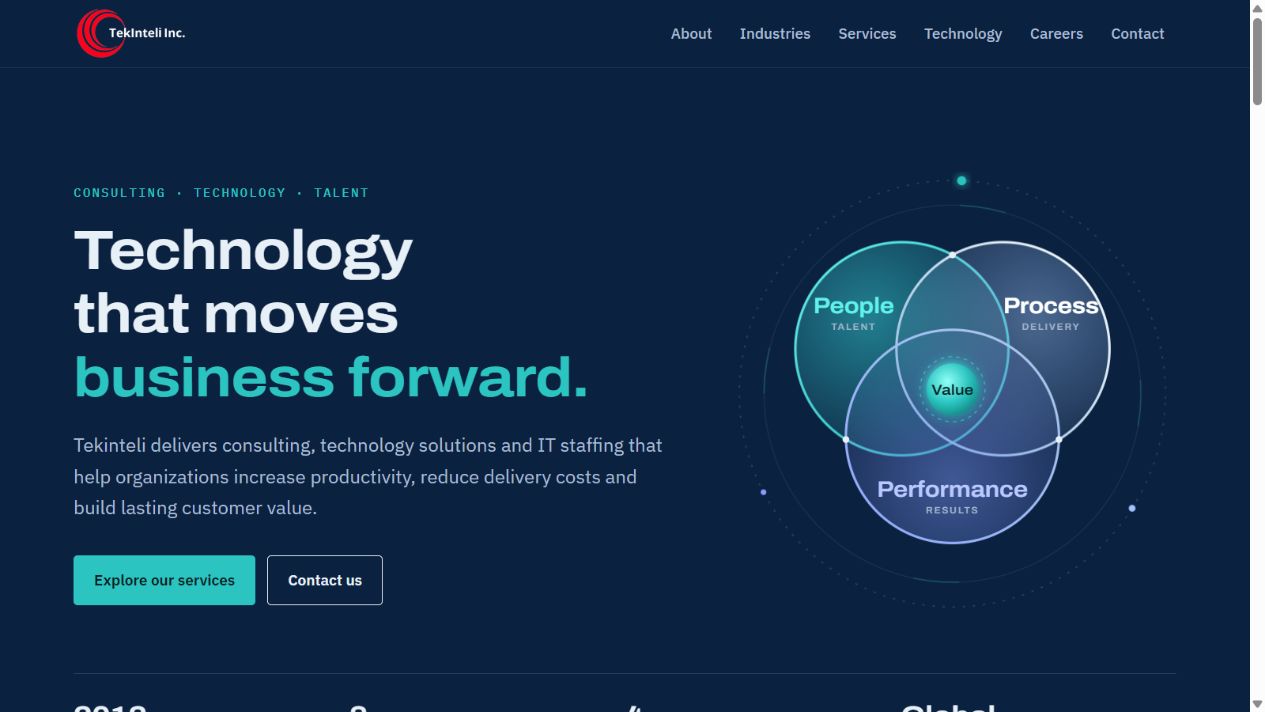 TekInteli Inc.
About
Industries
Services
Technology
Careers
Contact
CONSULTING · TECHNOLOGY · TALENT
Technology
that moves
business forward.
Tekinteli delivers consulting, technology solutions and IT staffing that
help organizations increase productivity, reduce delivery costs and
build lasting customer value.
Explore our services
Contact us
People
TALENT
Process
DELIVERY
Value
Performance
RESULTS
Global